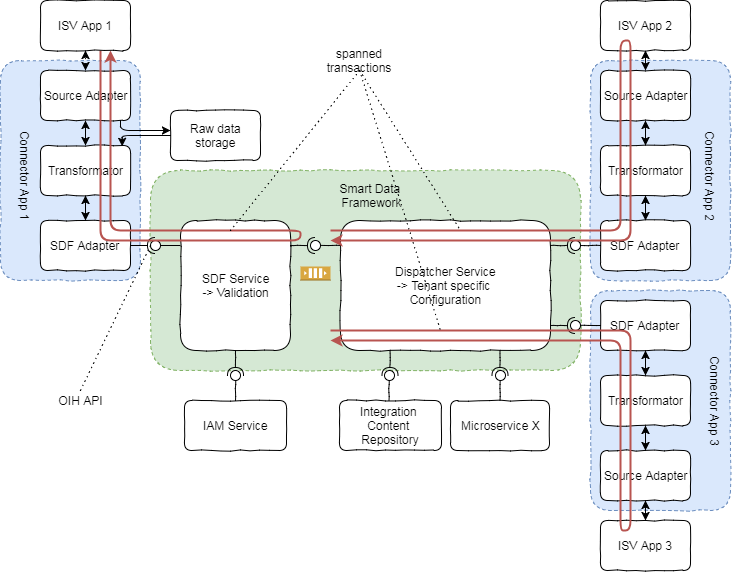 ISV App 1
spanned
transactions
ISV App 2
Source Adapter
Connector App 1
Raw data
storage
Transformator
SDF Adapter
Source Adapter
Transformator
Connector App 2
SDF Adapter
Smart Data
Framework
SDF Service
-> Validation
Dispatcher Service
-> Tenant specific
Configuration
OIH API
IAM Service
Integration
Content
Repository
Microservice X
SDF Adapter
Transformator
Connector App 3
Source Adapter
ISV App 3